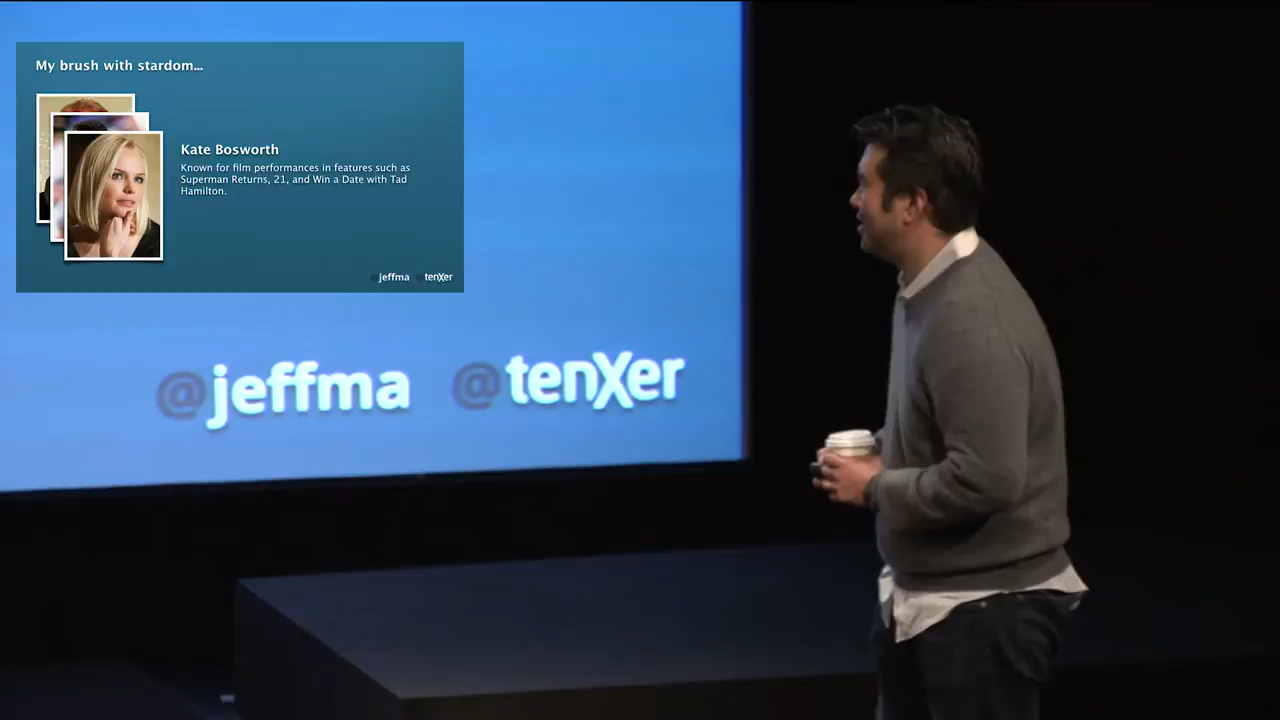 My brush with stardom...
Kate Bosworth
Known for film performances in features such as
Superman Returns, 21, and Win a Date with Tad
Hamilton.
@jeffma @tenXer
@jeffma @tenXer